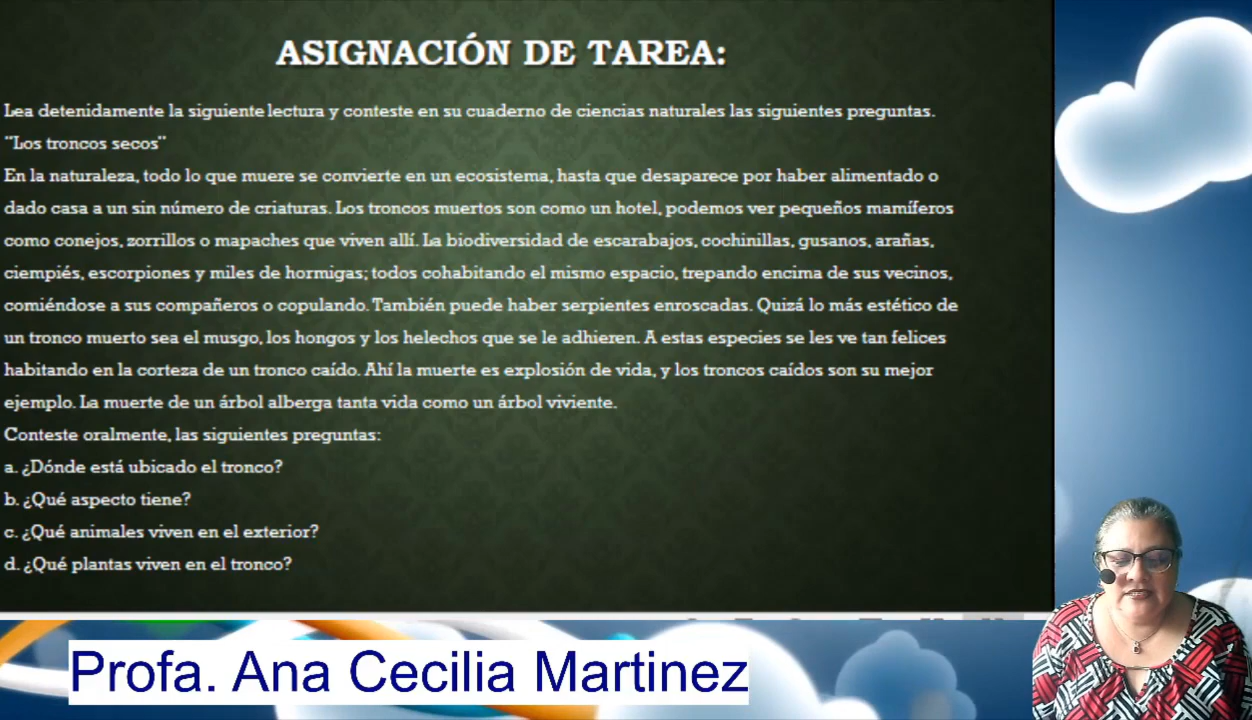 ASIGNACIÓN DE TAREA:
Lea detenidamente la siguiente lectura y conteste en su cuaderno de ciencias naturales las siguientes preguntas.
"Los troncos secos"
En la naturaleza, todo lo que muere se convierte en un ecosistema, hasta que desaparece por haber alimentado o
dado casa a un sin número de criaturas. Los troncos muertos son como un hotel, podemos ver pequeños mamíferos
como conejos, zorrillos o mapaches que viven allí. La biodiversidad de escarabajos, cochinillas, gusanos, arañas,
ciempiés, escorpiones y miles de hormigas; todos cohabitando el mismo espacio, trepando encima de sus vecinos,
comiéndose a sus compañeros o copulando. También puede haber serpientes enroscadas. Quizá lo más estético de
un tronco muerto sea el musgo, los hongos y los helechos que se le adhieren. A estas especies se les ve tan felices
habitando en la corteza de un tronco caído. Ahí la muerte es explosión de vida, y los troncos caídos son su mejor
ejemplo. La muerte de un árbol alberga tanta vida como un árbol viviente.
Conteste oralmente, las siguientes preguntas:
a. ¿Dónde está ubicado el tronco?
b. ¿Qué aspecto tiene?
c. ¿Qué animales viven en el exterior?
d. ¿Qué plantas viven en el tronco?
Profa. Ana Cecilia Martinez